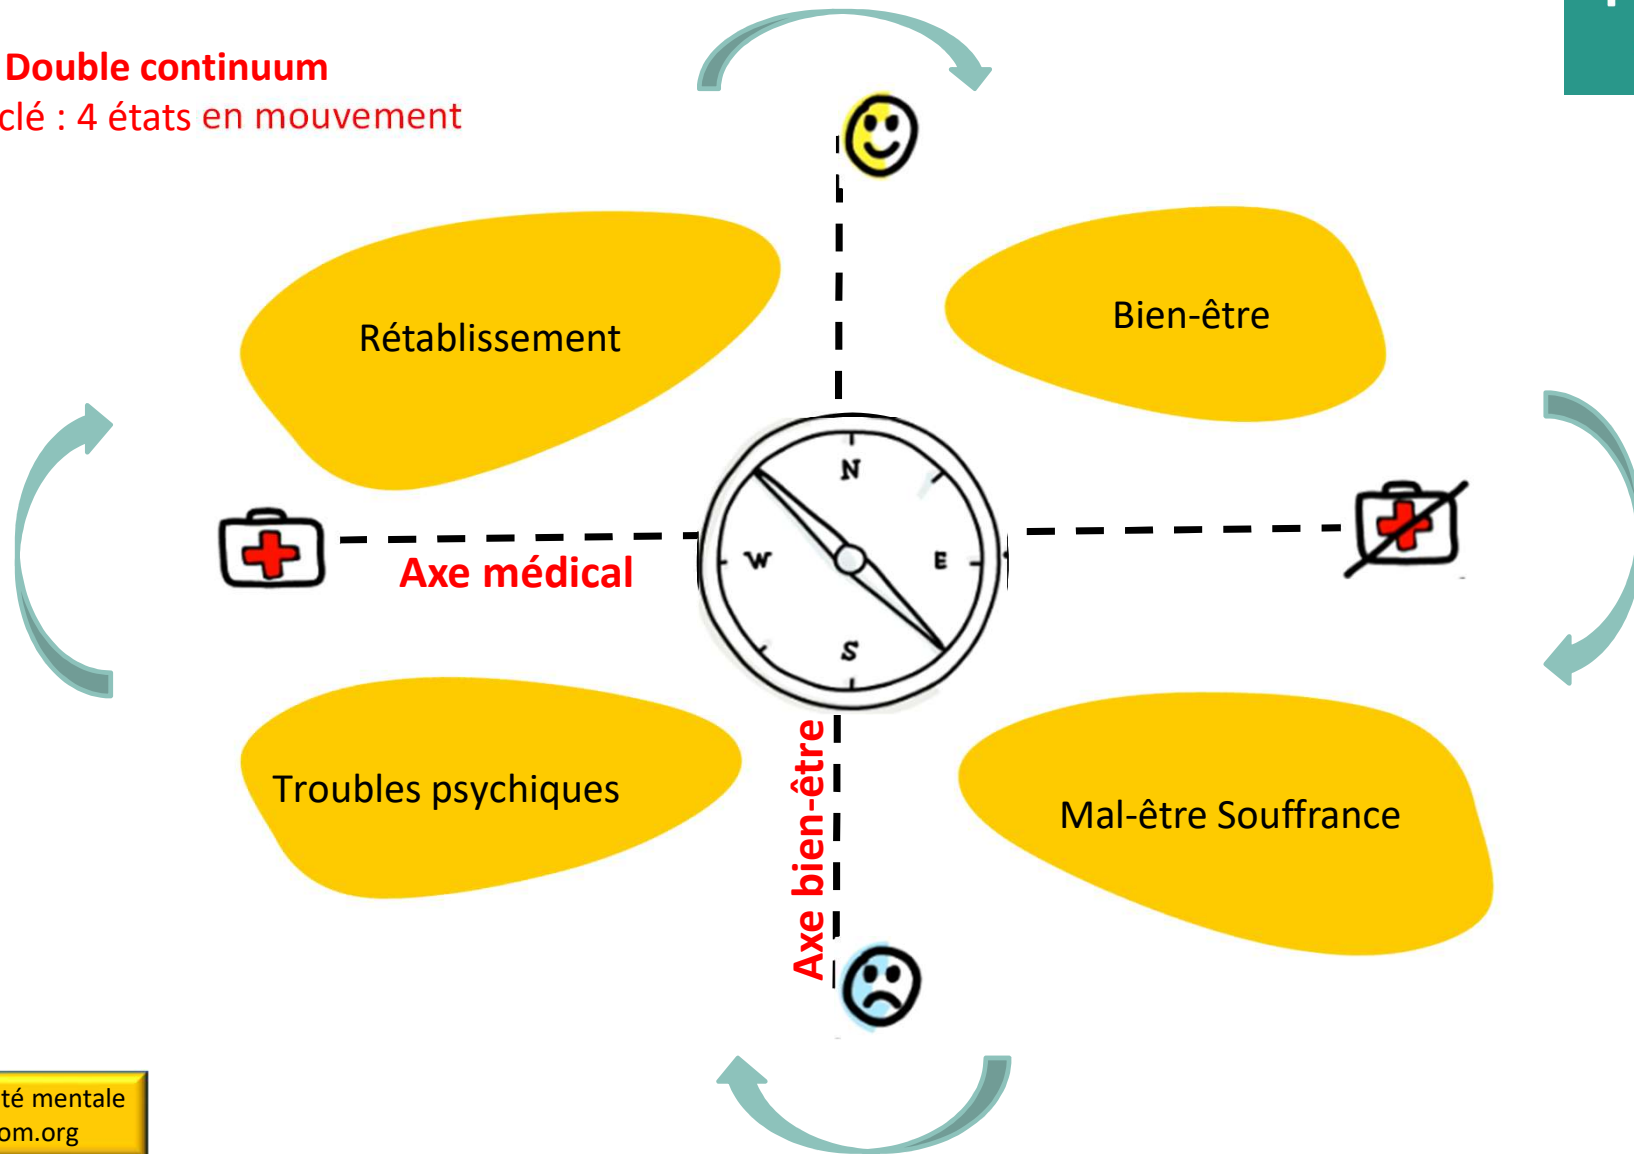 Double continuum
clé : 4 états en mouvement
Rétablissement
Bien-être
N
W
E
S
Axe médical
Axe bien-être
Troubles psychiques
Mal-être Souffrance
té mentale
om.org